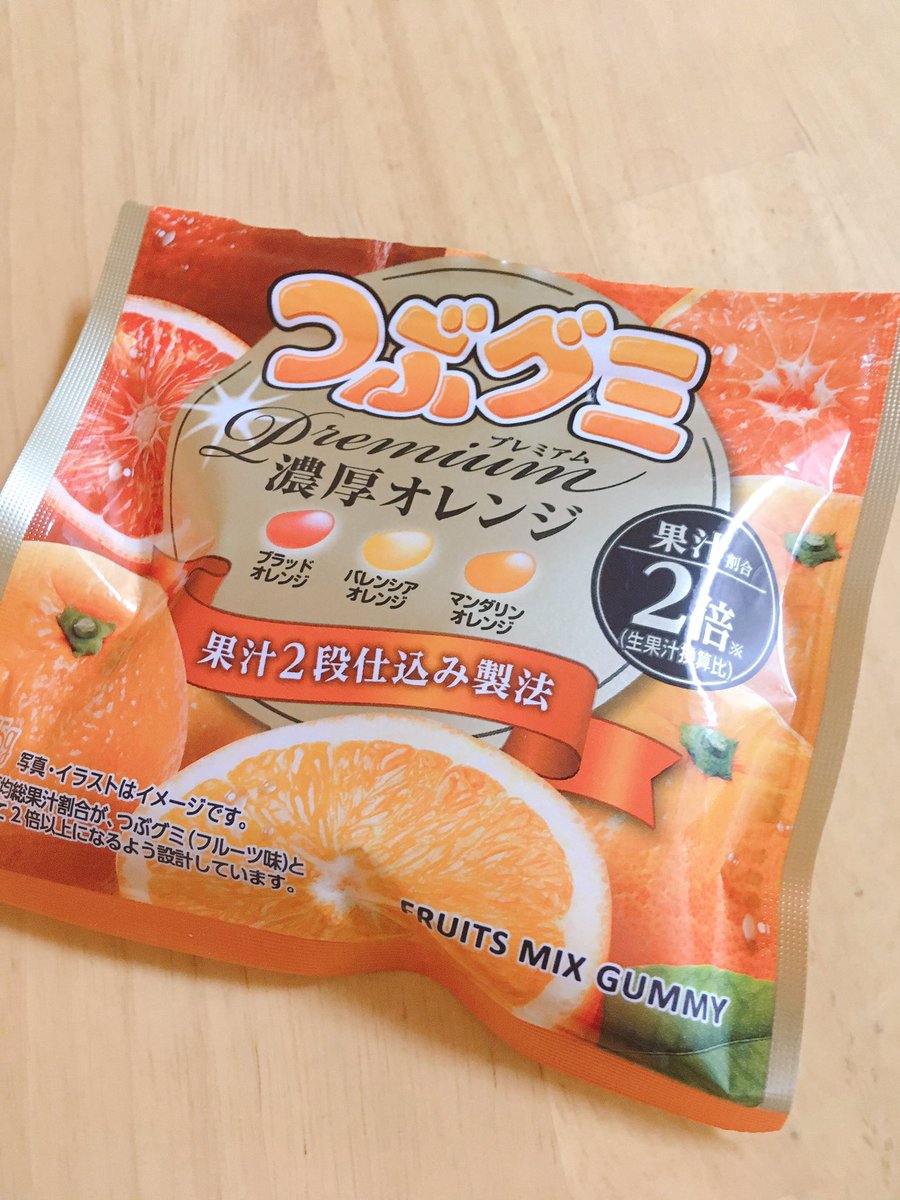 つぶグミ
Premium
プレミアム
濃厚オレンジ
ブラッド
オレンジ
バレンシア
オレンジ
マンダリン
オレンジ
果汁
割合
2倍※
(生果汁換算比)
果汁2段仕込み製法
写真・イラストはイメージです。
均総果汁割合が、つぶグミ(フルーツ味)と
て2倍以上になるよう設計しています。
FRUITS MIX GUMMY